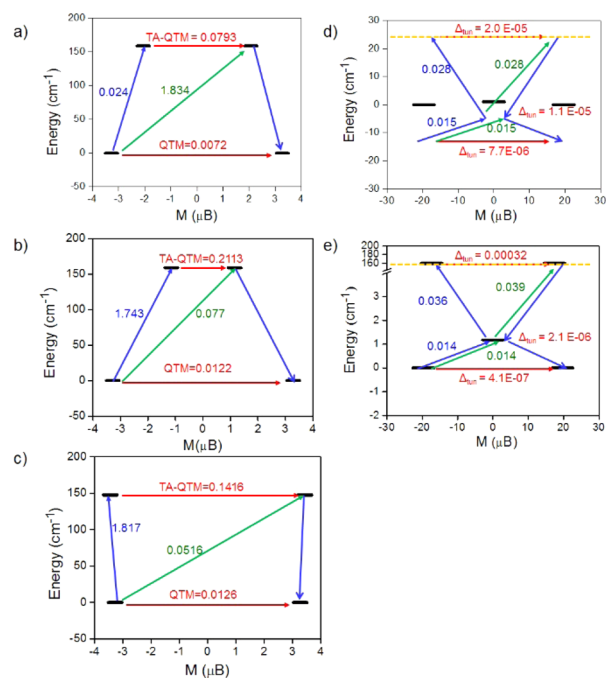 a)
Energy (cm⁻¹)
200
150
100
50
0
-50
TA-QTM = 0.0793
0.024
1.834
QTM=0.0072
-4 -3 -2 -1 0 1 2 3 4
M (μB)
b)
Energy (cm⁻¹)
200
150
100
50
0
-50
TA-QTM=0.2113
1.743
0.077
QTM=0.0122
-4 -3 -2 -1 0 1 2 3 4
M(μB)
c)
Energy (cm⁻¹)
200
150
100
50
0
-50
TA-QTM=0.1416
1.817
0.0516
QTM=0.0126
-4 -3 -2 -1 0 1 2 3 4
M (μB)
d)
Energy (cm⁻¹)
30
20
10
0
-10
-20
-30
Δtun = 2.0 E-05
0.028
0.028
Δtun = 1.1 E-05
0.015
0.015
Δtun = 7.7E-06
-30 -20 -10 0 10 20 30
M (μB)
e)
Energy (cm⁻¹)
180
160
2
1
0
-1
-2
Δtun = 0.00032
0.036
0.039
Δtun = 2.1 E-06
0.014
0.014
Δtun = 4.1E-07
-30 -20 -10 0 10 20 30
M (μB)